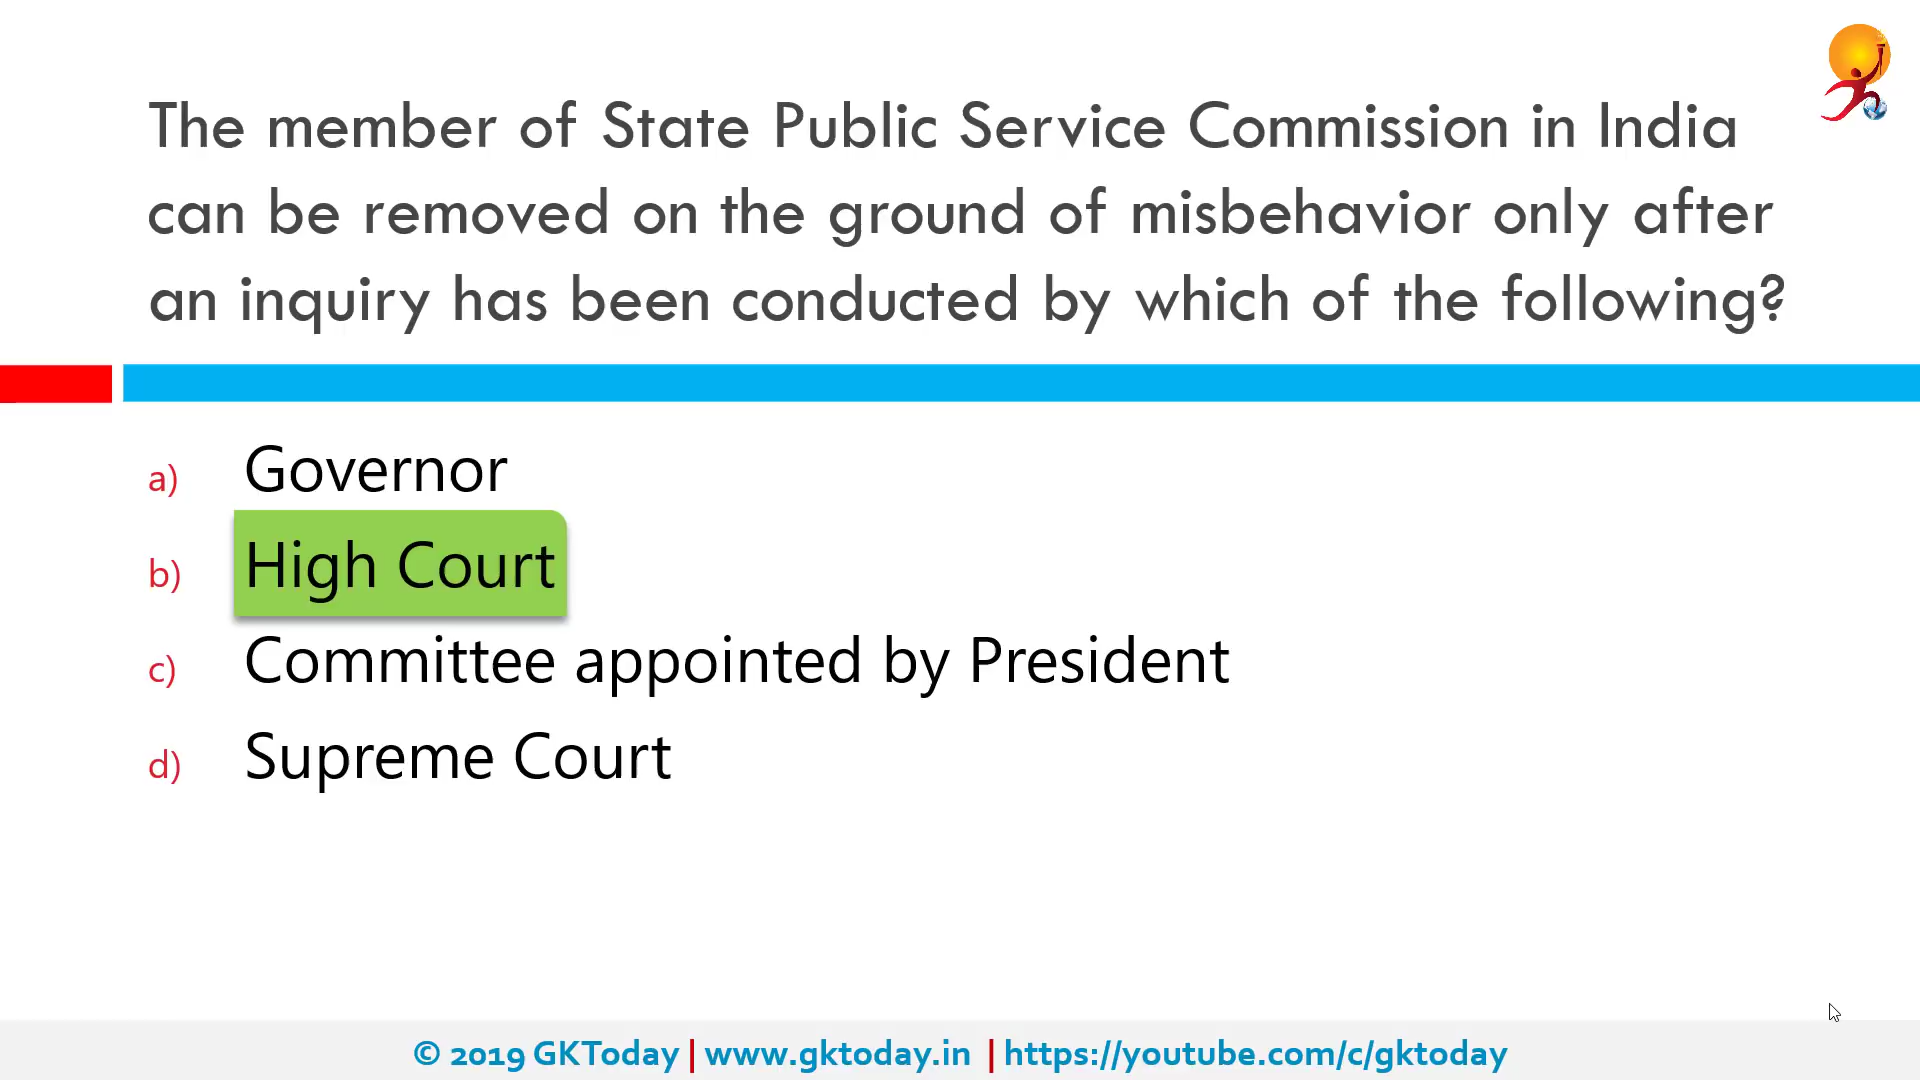 The member of State Public Service Commission in India
can be removed on the ground of misbehavior only after
an inquiry has been conducted by which of the following?
a) Governor
b) High Court
c) Committee appointed by President
d) Supreme Court
© 2019 GKToday | www.gktoday.in | https://youtube.com/c/gktoday